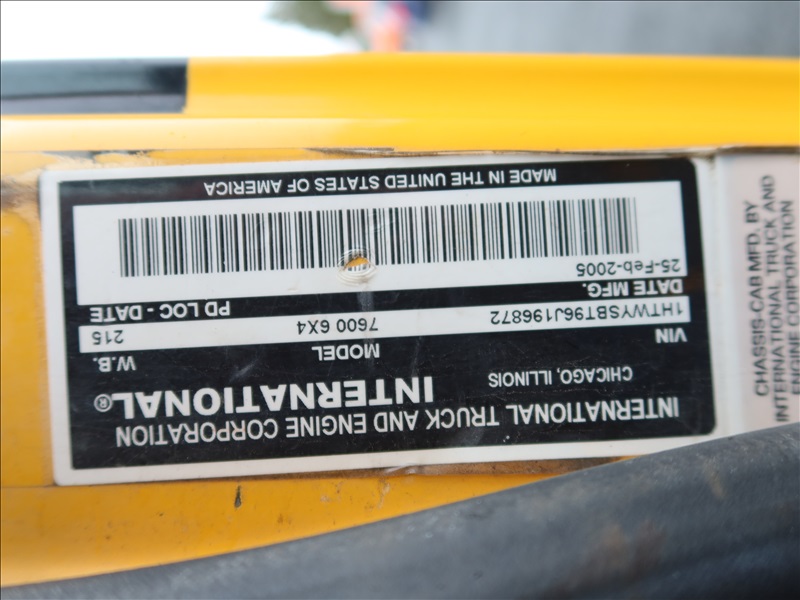 INTERNATIONAL TRUCK AND ENGINE CORPORATION
CHICAGO, ILLINOIS INTERNATIONAL®
VIN MODEL W.B.
1HTWYSBT96J196872 7600 6X4 215
DATE MFG. PD LOC - DATE
25-Feb-2005
MADE IN THE UNITED STATES OF AMERICA
CHASSIS-CAB MFD. BY
INTERNATIONAL TRUCK AND
ENGINE CORPORATION